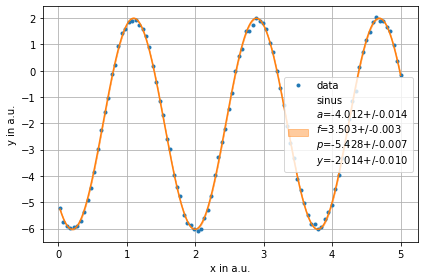 2
1
0
−1
−2
−3
−4
−5
−6
y in a.u.
data
sinus
a=-4.012+/-0.014
f=3.503+/-0.003
p=-5.428+/-0.007
y=-2.014+/-0.010
0 1 2 3 4 5
x in a.u.